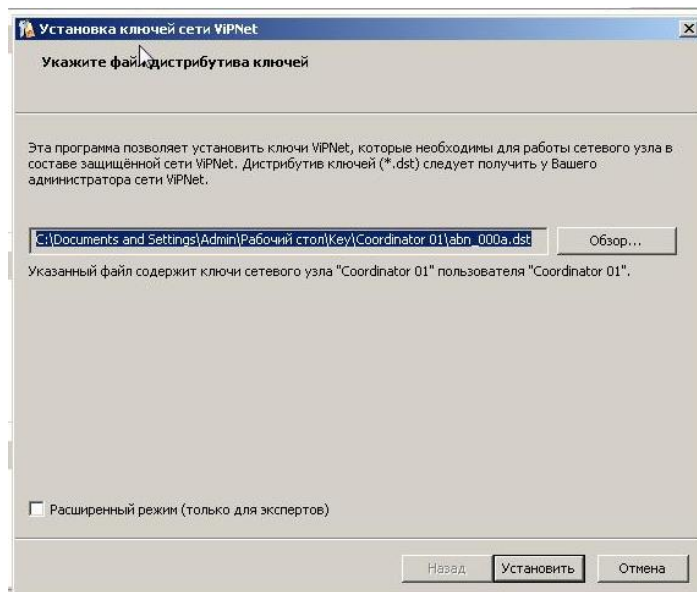 Установка ключей сети ViPNet
Укажите файл дистрибутива ключей
Эта программа позволяет установить ключи ViPNet, которые необходимы для работы сетевого узла в
составе защищённой сети ViPNet. Дистрибутив ключей (*.dst) следует получить у Вашего
администратора сети ViPNet.
C:\Documents and Settings\Admin\Рабочий стол\Key\Coordinator 01\abn_000a.dst
Обзор...
Указанный файл содержит ключи сетевого узла "Coordinator 01" пользователя "Coordinator 01".
Расширенный режим (только для экспертов)
Назад
Установить
Отмена